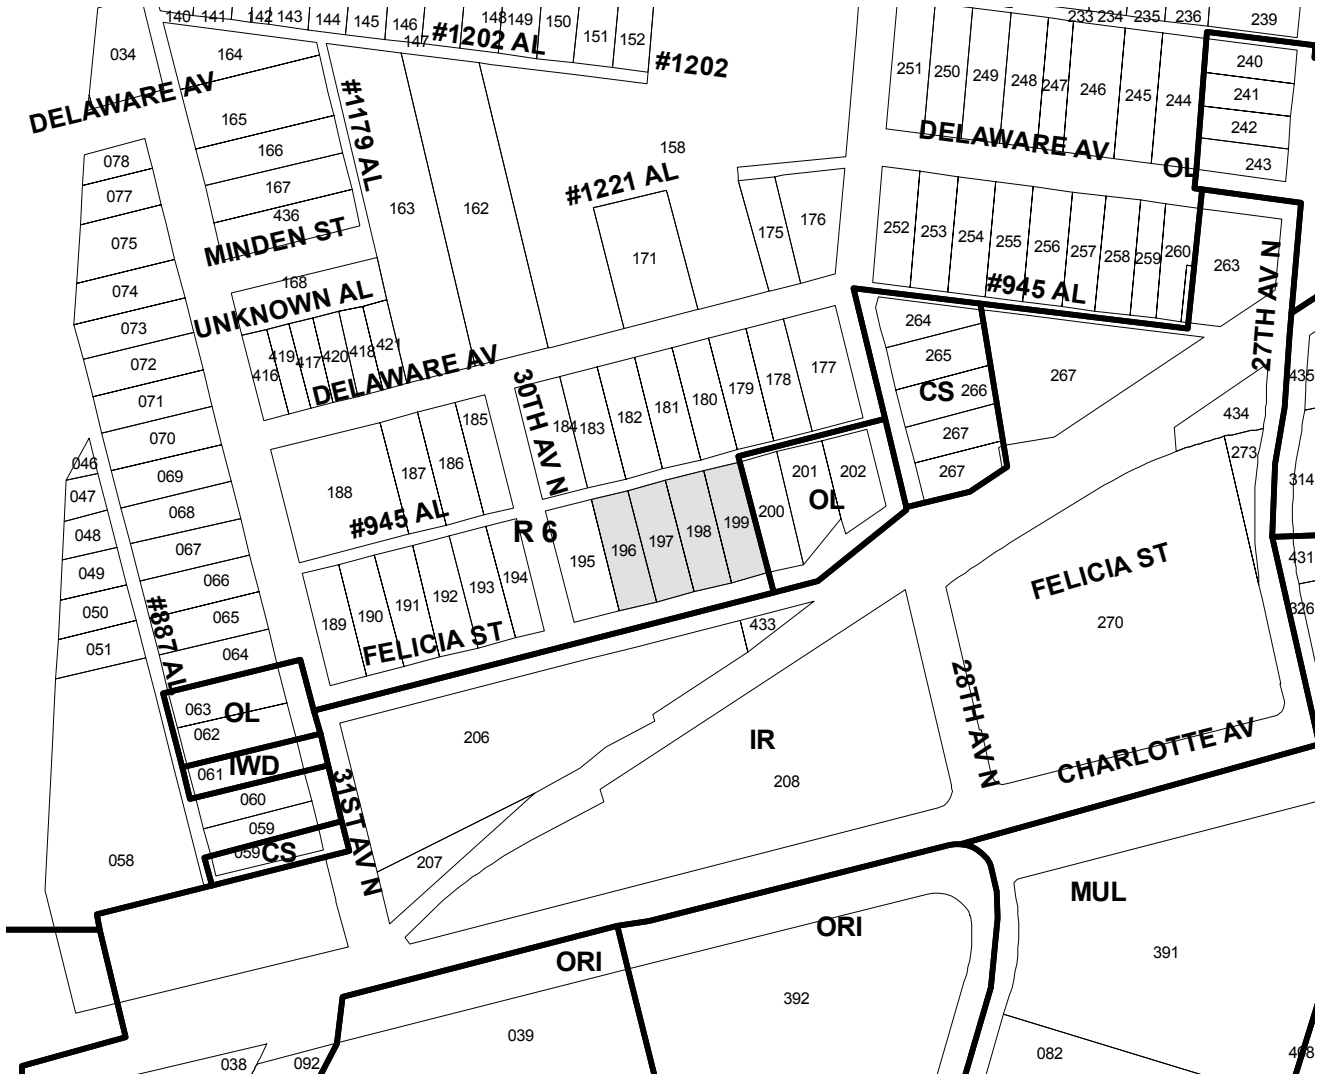 140 141 142 143 144 145 146 147 148 149 150 151 152
#1202 AL
#1202
233 234 235 236 239
034
164
DELAWARE AV
#1179 AL
165
166
167
436
MINDEN ST
168
UNKNOWN AL
163
162
158
#1221 AL
171
175
176
251 250 249 248 247 246 245 244
DELAWARE AV
OL
240
241
242
243
252 253 254 255 256 257 258 259 260
#945 AL
263
27TH AV N
078
077
075
074
073
072
071
070
069
068
067
066
065
064
416 419 417 420 418 421
DELAWARE AV
30TH AV N
184 183 182 181 180 179 178 177
264
265
CS 266
267
267
267
434
273
435
314
431
326
188 187 186 185
#945 AL
R 6
195 196 197 198 199 200 201 202
OL
189 190 191 192 193 194
FELICIA ST
FELICIA ST
433
270
046
047
048
049
050
051
#887 AL
063
OL
062
061 IWD
060
059
059 CS
058
31ST AV N
206
207
IR
208
28TH AV N
CHARLOTTE AV
MUL
391
ORI
ORI
392
039
038
092
082
408